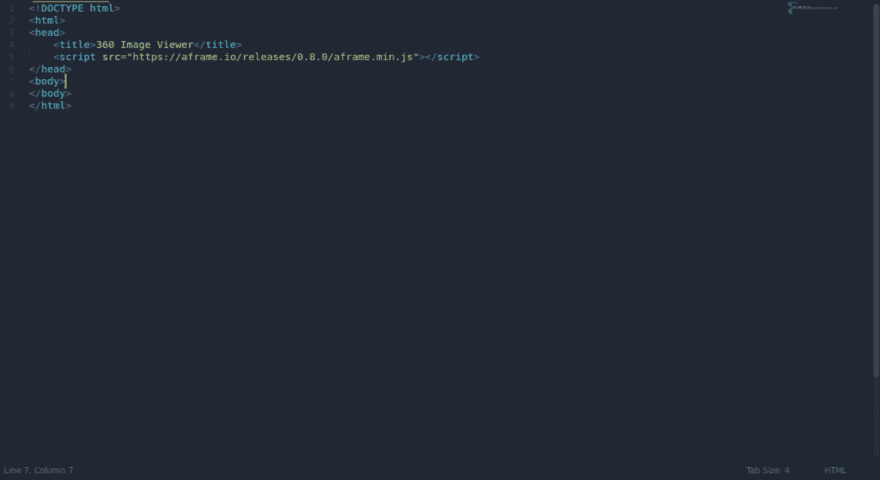 1 <!DOCTYPE html>
2 <html>
3 <head>
4     <title>360 Image Viewer</title>
5     <script src="https://aframe.io/releases/0.8.0/aframe.min.js"></script>
6 </head>
7 <body>
8 </body>
9 </html>
Line 7, Column 7 Tab Size: 4 HTML